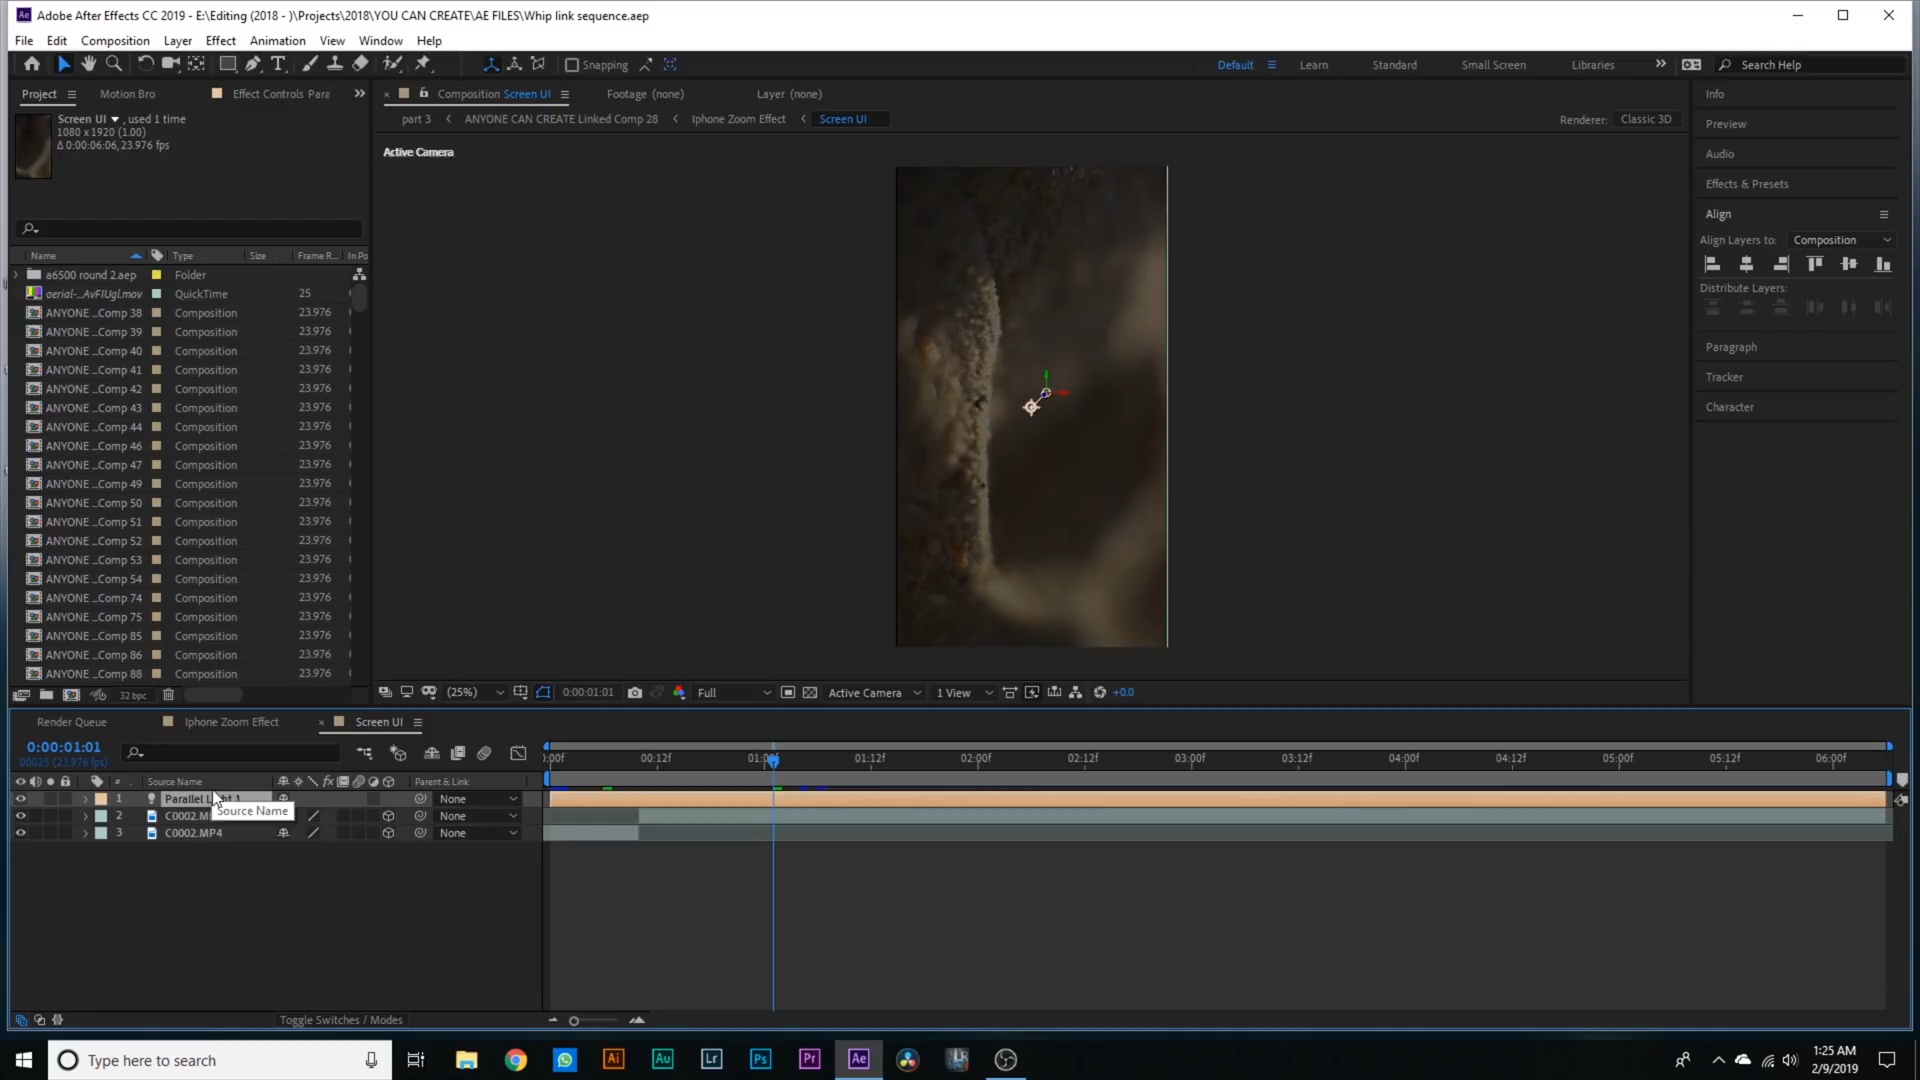 Adobe After Effects CC 2019 - E:\Editing (2018 - )\Projects\2018\YOU CAN CREATE\AE FILES\Whip link sequence.aep
File Edit Composition Layer Effect Animation View Window Help
Snapping
Default Learn Standard Small Screen Libraries Search Help
Project Motion Bro Effect Controls Para
Screen UI , used 1 time
1080 x 1920 (1.00)
Δ 0:00:06:06, 23.976 fps
Composition Screen UI Footage (none) Layer (none)
part 3 ANYONE CAN CREATE Linked Comp 28 Iphone Zoom Effect Screen UI
Renderer: Classic 3D
Active Camera
Name Type Size Frame R... In Po
a6500 round 2.aep Folder
aerial-_AvFIUgl.mov QuickTime 25
ANYONE ...Comp 38 Composition 23.976
ANYONE ...Comp 39 Composition 23.976
ANYONE ...Comp 40 Composition 23.976
ANYONE ...Comp 41 Composition 23.976
ANYONE ...Comp 42 Composition 23.976
ANYONE ...Comp 43 Composition 23.976
ANYONE ...Comp 44 Composition 23.976
ANYONE ...Comp 46 Composition 23.976
ANYONE ...Comp 47 Composition 23.976
ANYONE ...Comp 49 Composition 23.976
ANYONE ...Comp 50 Composition 23.976
ANYONE ...Comp 51 Composition 23.976
ANYONE ...Comp 52 Composition 23.976
ANYONE ...Comp 53 Composition 23.976
ANYONE ...Comp 54 Composition 23.976
ANYONE ...Comp 74 Composition 23.976
ANYONE ...Comp 75 Composition 23.976
ANYONE ...Comp 85 Composition 23.976
ANYONE ...Comp 86 Composition 23.976
ANYONE ...Comp 88 Composition 23.976
32 bpc
Info
Preview
Audio
Effects & Presets
Align
Align Layers to: Composition
Distribute Layers:
Paragraph
Tracker
Character
(25%) 0:00:01:01 Full Active Camera 1 View +0.0
Render Queue Iphone Zoom Effect Screen UI
0:00:01:01
00025 (23.976 fps)
:00f 00:12f 01:00f 01:12f 02:00f 02:12f 03:00f 03:12f 04:00f 04:12f 05:00f 05:12f 06:00f
# Source Name fx Parent & Link
1 Parallel Light 1 None
2 C0002.M None
Source Name
3 C0002.MP4 None
Toggle Switches / Modes
Type here to search
Ai Au Lr Ps Pr Ae
1:25 AM
2/9/2019